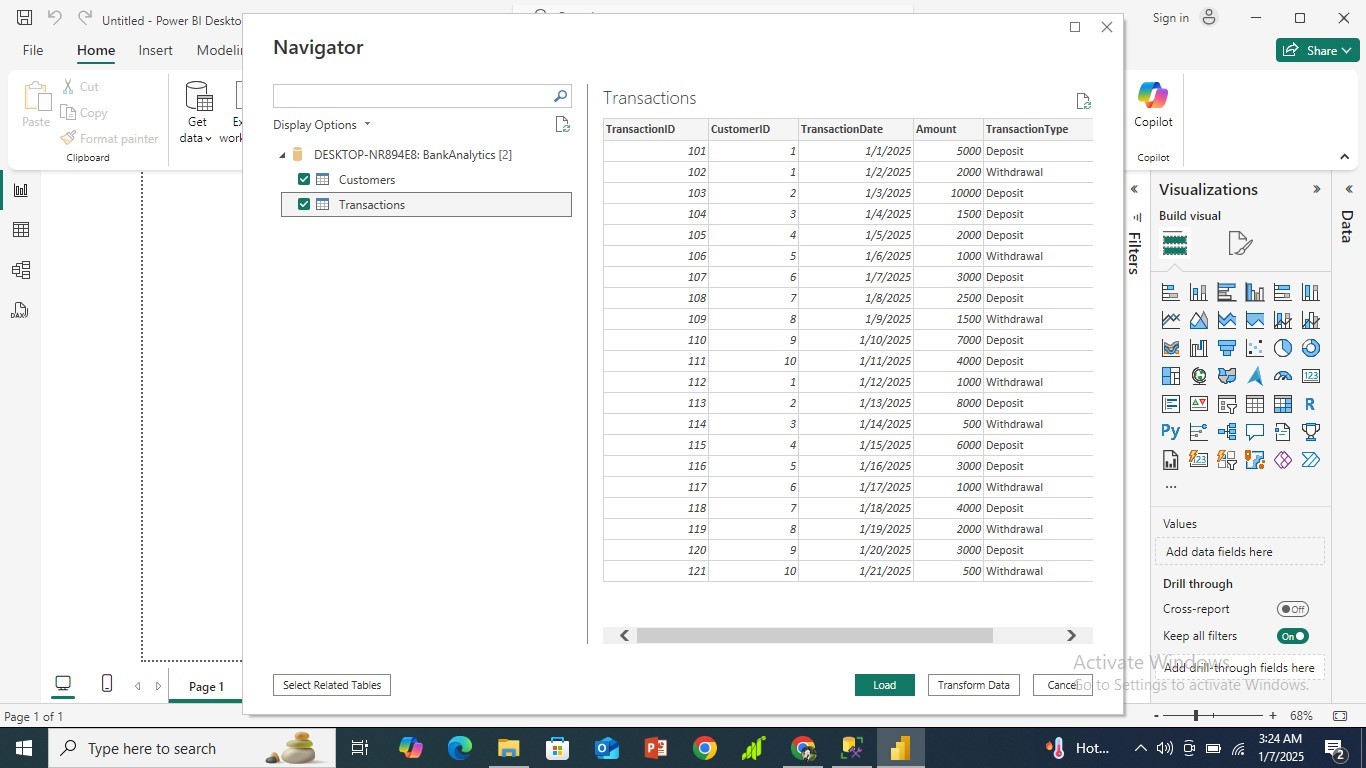 Untitled - Power BI Deskto
Sign in
File
Home
Insert
Modelin
Share
Paste
Cut
Copy
Format painter
Clipboard
Get
data
Ex
work
Copilot
Copilot
Navigator
Display Options
DESKTOP-NR894E8: BankAnalytics [2]
Customers
Transactions
Transactions
TransactionID CustomerID TransactionDate Amount TransactionType
101 1 1/1/2025 5000 Deposit
102 1 1/2/2025 2000 Withdrawal
103 2 1/3/2025 10000 Deposit
104 3 1/4/2025 1500 Deposit
105 4 1/5/2025 2000 Deposit
106 5 1/6/2025 1000 Withdrawal
107 6 1/7/2025 3000 Deposit
108 7 1/8/2025 2500 Deposit
109 8 1/9/2025 1500 Withdrawal
110 9 1/10/2025 7000 Deposit
111 10 1/11/2025 4000 Deposit
112 1 1/12/2025 1000 Withdrawal
113 2 1/13/2025 8000 Deposit
114 3 1/14/2025 500 Withdrawal
115 4 1/15/2025 6000 Deposit
116 5 1/16/2025 3000 Deposit
117 6 1/17/2025 1000 Withdrawal
118 7 1/18/2025 4000 Deposit
119 8 1/19/2025 2000 Withdrawal
120 9 1/20/2025 3000 Deposit
121 10 1/21/2025 500 Withdrawal
Select Related Tables
Load
Transform Data
Cancel
Filters
Visualizations
Data
Build visual
123
R
Py
123
...
Values
Add data fields here
Drill through
Cross-report
Off
Keep all filters
On
Add drill-through fields here
Activate Windows
Go to Settings to activate Windows.
DAX
Page 1
Page 1 of 1
- + 68%
Type here to search
Hot...
3:24 AM
1/7/2025
2